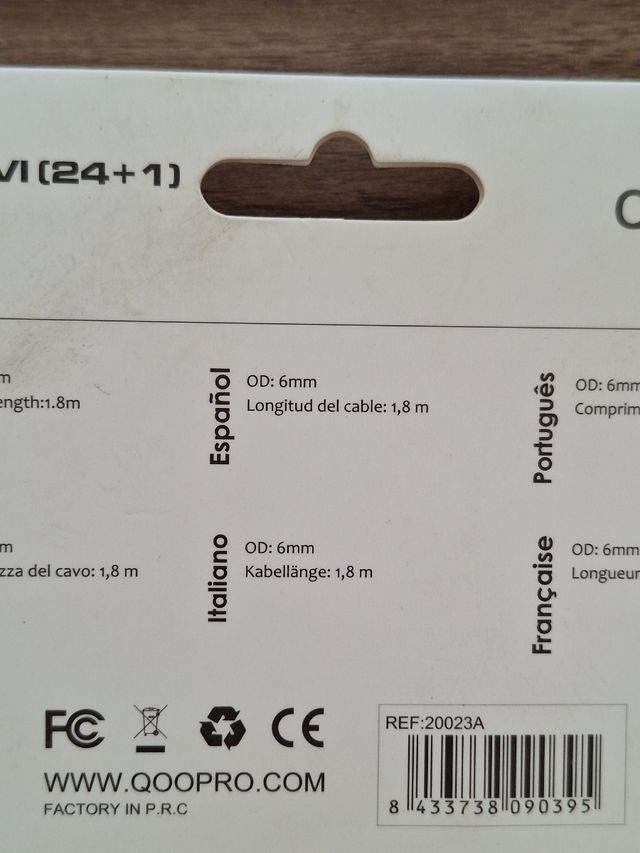 VI (24+1)
C
m
ength:1.8m
Español
OD: 6mm
Longitud del cable: 1,8 m
Português
OD: 6mm
Comprim
m
zza del cavo: 1,8 m
Italiano
OD: 6mm
Kabellänge: 1,8 m
Française
OD: 6mm
Longueur
FC CE
WWW.QOOPRO.COM
FACTORY IN P.R.C
REF:20023A
8 433738 090395